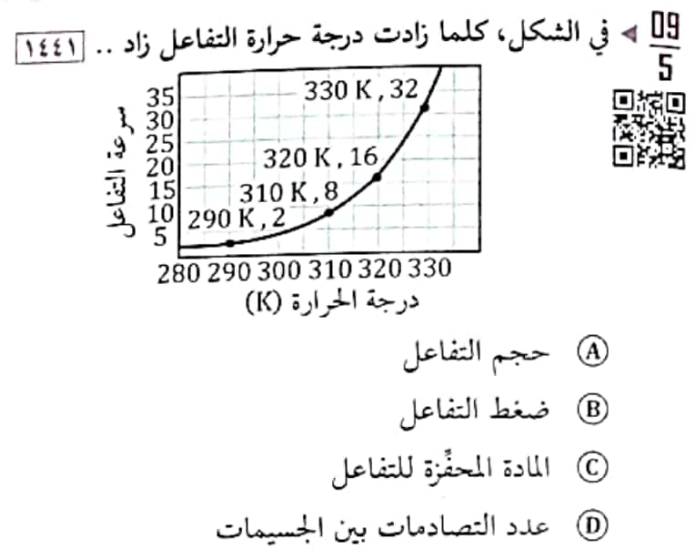 09
5
◄ في الشكل، كلما زادت درجة حرارة التفاعل زاد .. ١٤٤١
سرعة التفاعل
35
30
25
20
15
10
5
330 K , 32
320 K , 16
310 K , 8
290 K , 2
280 290 300 310 320 330
درجة الحرارة (K)
A حجم التفاعل
B ضغط التفاعل
C المادة المحفِّزة للتفاعل
D عدد التصادمات بين الجسيمات